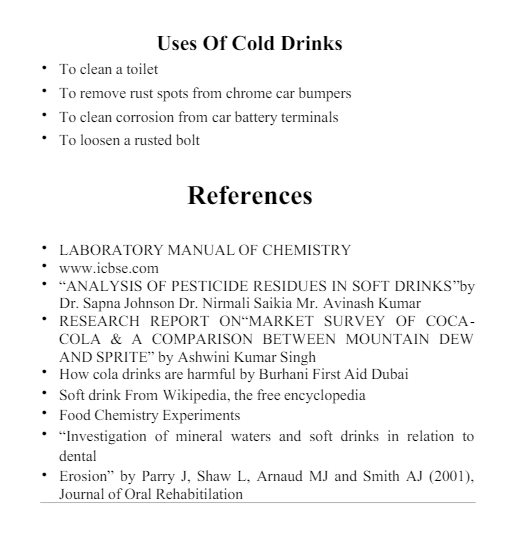 Uses Of Cold Drinks
• To clean a toilet
• To remove rust spots from chrome car bumpers
• To clean corrosion from car battery terminals
• To loosen a rusted bolt
References
• LABORATORY MANUAL OF CHEMISTRY
• www.icbse.com
• “ANALYSIS OF PESTICIDE RESIDUES IN SOFT DRINKS”by
Dr. Sapna Johnson Dr. Nirmali Saikia Mr. Avinash Kumar
• RESEARCH REPORT ON“MARKET SURVEY OF COCA-
COLA & A COMPARISON BETWEEN MOUNTAIN DEW
AND SPRITE” by Ashwini Kumar Singh
• How cola drinks are harmful by Burhani First Aid Dubai
• Soft drink From Wikipedia, the free encyclopedia
• Food Chemistry Experiments
• “Investigation of mineral waters and soft drinks in relation to
dental
• Erosion” by Parry J, Shaw L, Arnaud MJ and Smith AJ (2001),
Journal of Oral Rehabitilation